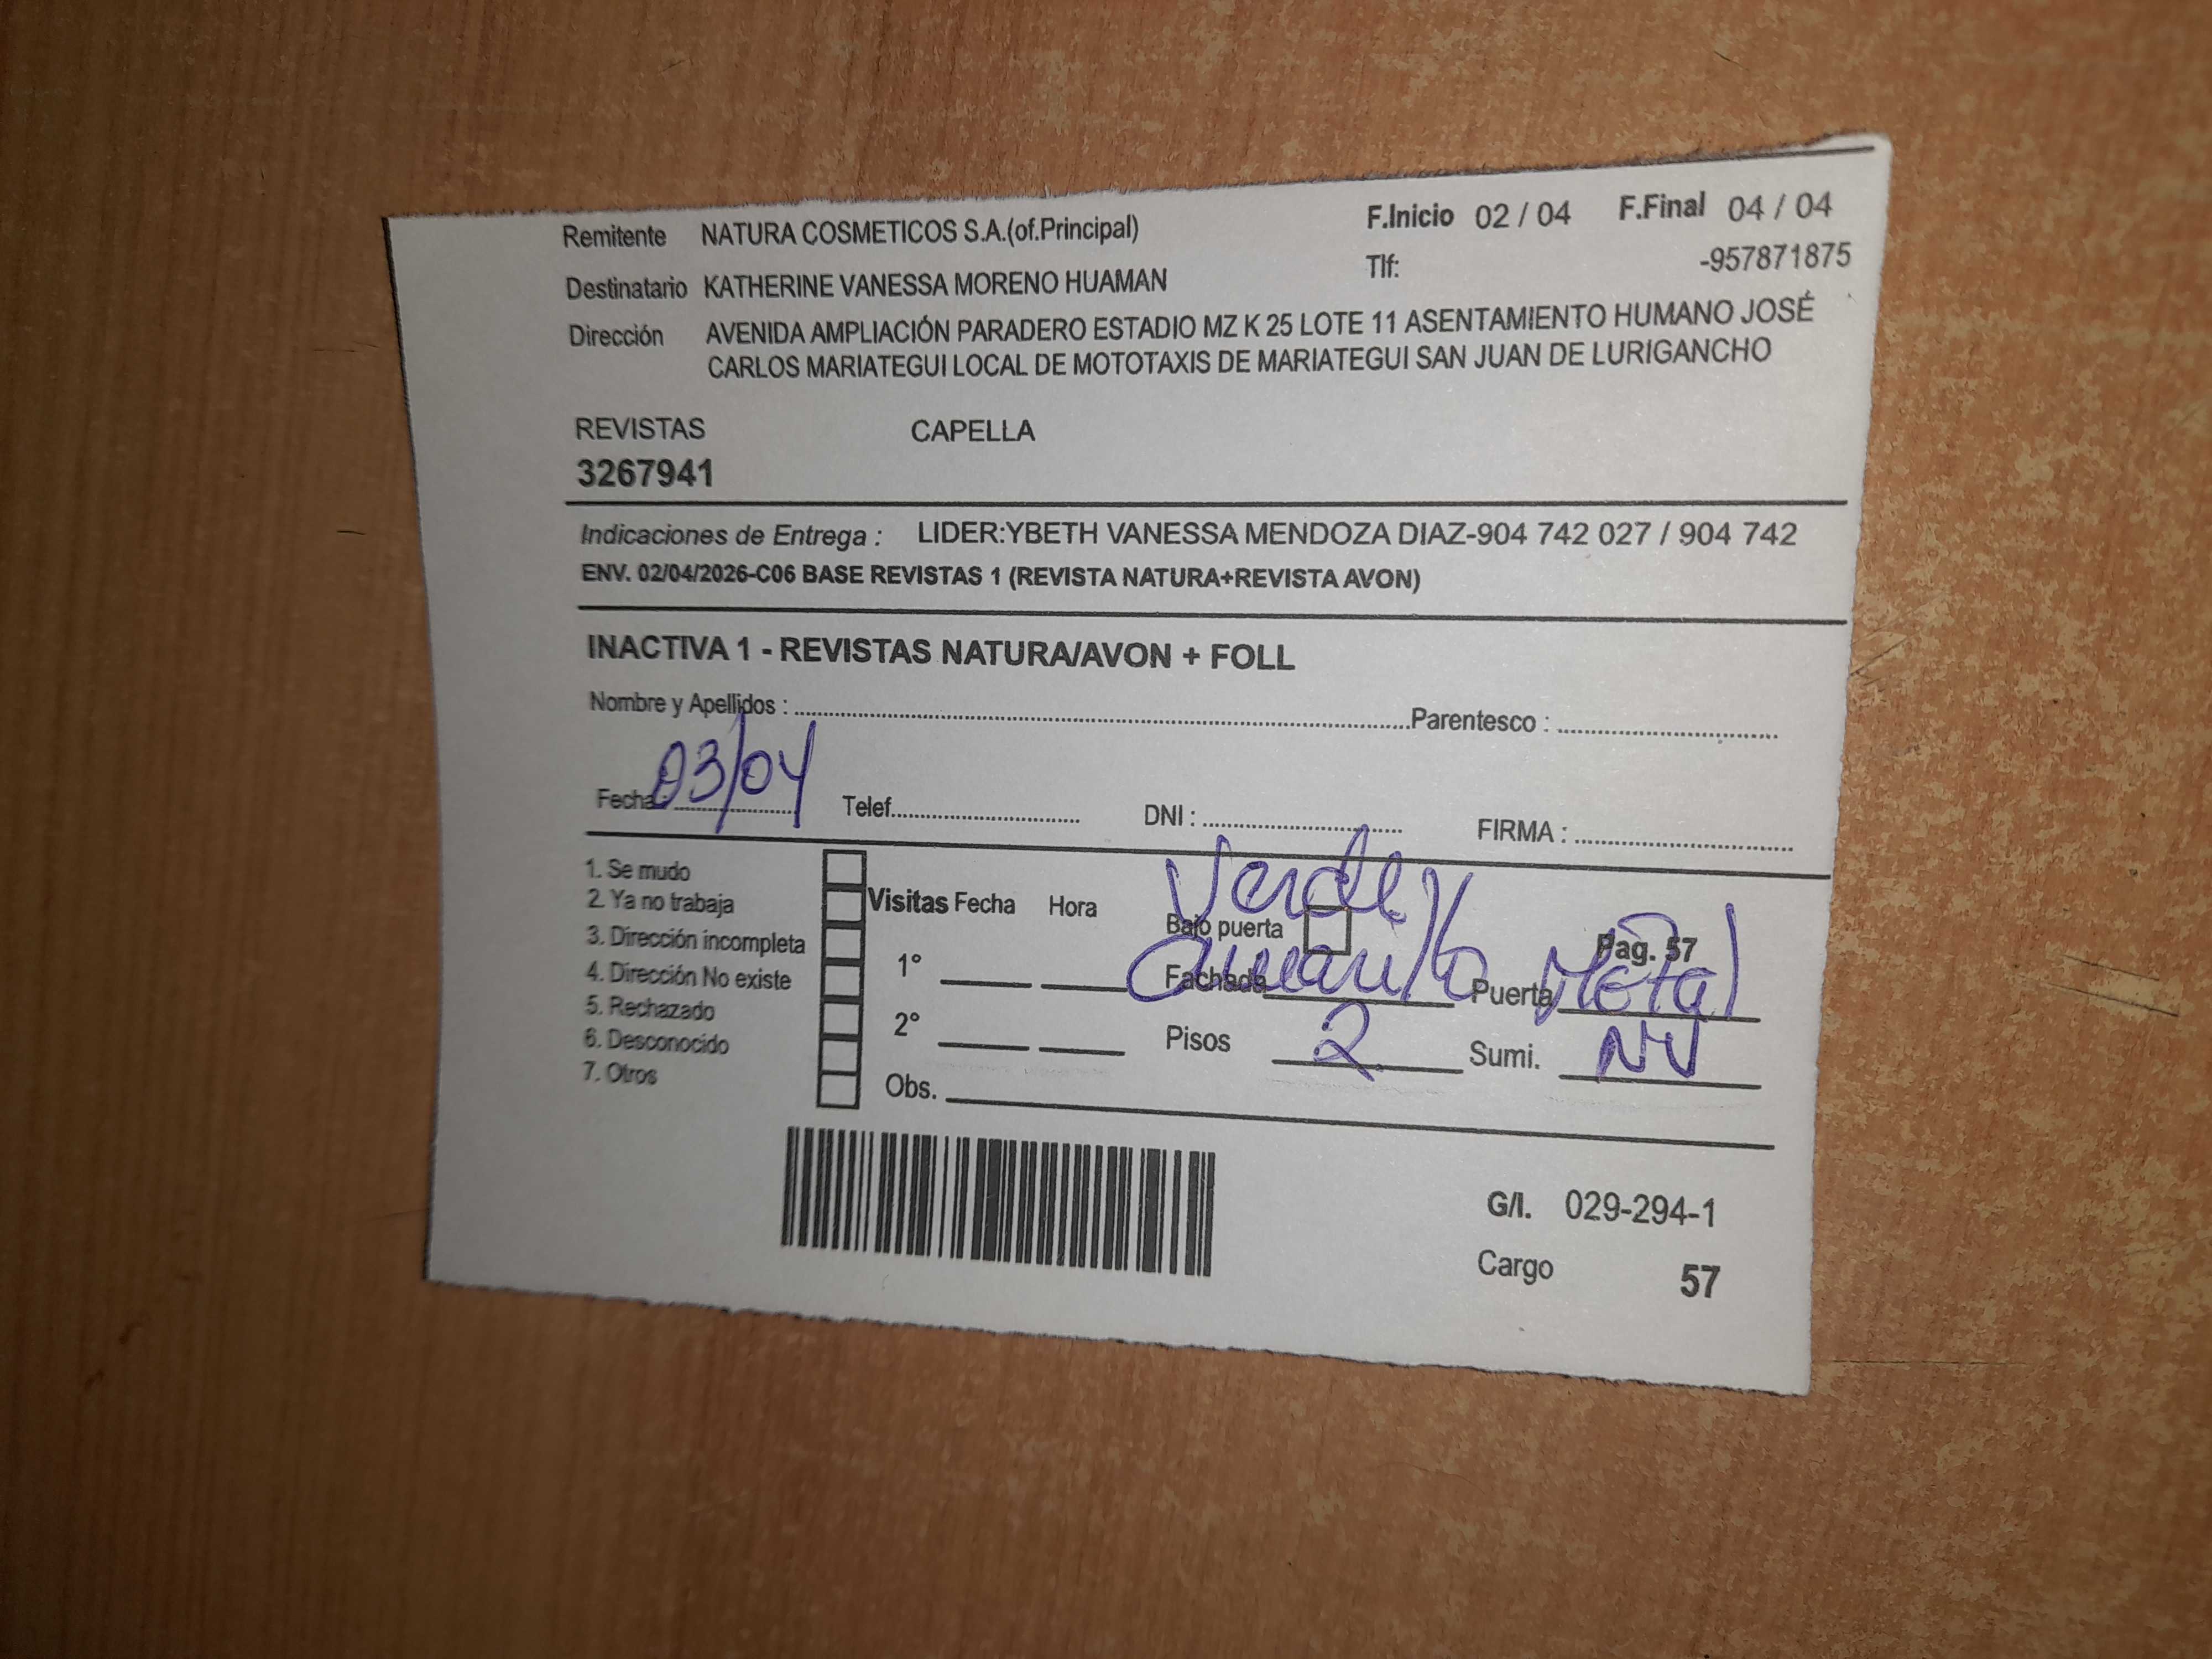 Remitente NATURA COSMETICOS S.A.(of.Principal) F.Inicio 02 / 04 F.Final 04 / 04
Destinatario KATHERINE VANESSA MORENO HUAMAN Tlf: -957871875
Dirección AVENIDA AMPLIACIÓN PARADERO ESTADIO MZ K 25 LOTE 11 ASENTAMIENTO HUMANO JOSÉ
CARLOS MARIATEGUI LOCAL DE MOTOTAXIS DE MARIATEGUI SAN JUAN DE LURIGANCHO
REVISTAS CAPELLA
3267941
Indicaciones de Entrega : LIDER:YBETH VANESSA MENDOZA DIAZ-904 742 027 / 904 742
ENV. 02/04/2026-C06 BASE REVISTAS 1 (REVISTA NATURA+REVISTA AVON)
INACTIVA 1 - REVISTAS NATURA/AVON + FOLL
Nombre y Apellidos : Parentesco :
Fecha 03/04 Telef. DNI : FIRMA :
1. Se mudo
2. Ya no trabaja
3. Dirección incompleta
4. Dirección No existe
5. Rechazado
6. Desconocido
7. Otros
Visitas Fecha Hora
1°
2°
Obs.
Verde
Bajo puerta Pag. 57
Fachada amarillo Puerta Metal
Pisos 2 Sumi. NV
G/I. 029-294-1
Cargo 57